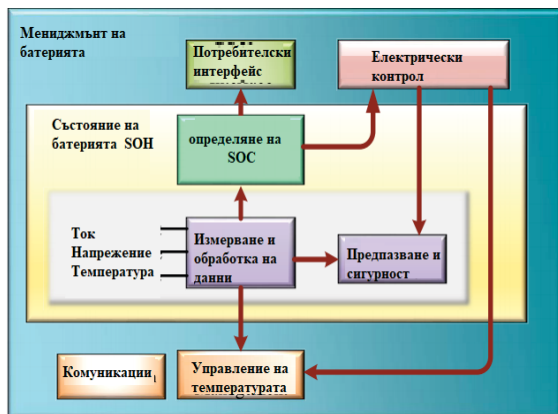 Мениджмънт на
батерията
Потребителски
интерфейс
Електрически
контрол
Състояние на
батерията SOH
определяне на
SOC
Ток
Напрежение
Температура
Измерване и
обработка на
данни
Предпазване и
сигурност
Комуникации
Управление на
температурата